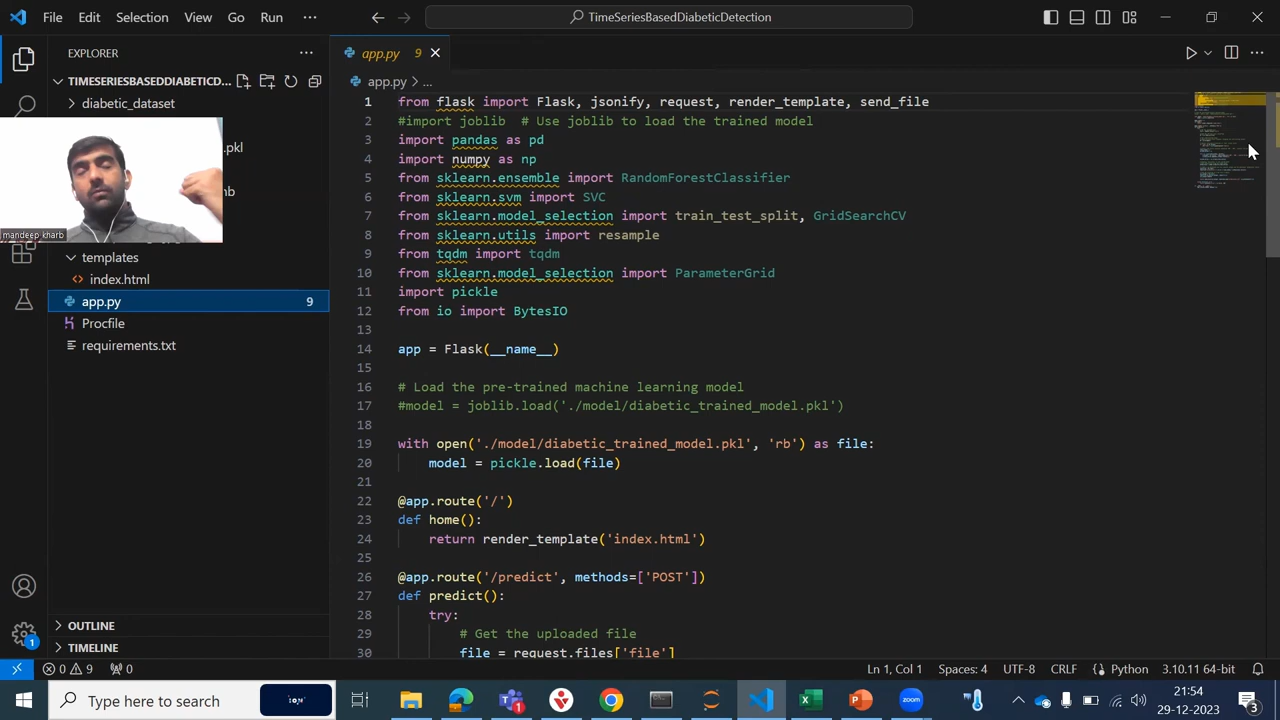 File Edit Selection View Go Run ···
TimeSeriesBasedDiabeticDetection
EXPLORER
TIMESERIESBASEDDIABETICD...
diabetic_dataset
.pkl
nb
mandeep kharb
templates
index.html
app.py 9
Procfile
requirements.txt
OUTLINE
TIMELINE
app.py 9
app.py > ...
1 from flask import Flask, jsonify, request, render_template, send_file
2 #import joblib # Use joblib to load the trained model
3 import pandas as pd
4 import numpy as np
5 from sklearn.ensemble import RandomForestClassifier
6 from sklearn.svm import SVC
7 from sklearn.model_selection import train_test_split, GridSearchCV
8 from sklearn.utils import resample
9 from tqdm import tqdm
10 from sklearn.model_selection import ParameterGrid
11 import pickle
12 from io import BytesIO
13
14 app = Flask(__name__)
15
16 # Load the pre-trained machine learning model
17 #model = joblib.load('./model/diabetic_trained_model.pkl')
18
19 with open('./model/diabetic_trained_model.pkl', 'rb') as file:
20 model = pickle.load(file)
21
22 @app.route('/')
23 def home():
24 return render_template('index.html')
25
26 @app.route('/predict', methods=['POST'])
27 def predict():
28 try:
29 # Get the uploaded file
30 file = request.files['file']
0 9 0 Ln 1, Col 1 Spaces: 4 UTF-8 CRLF Python 3.10.11 64-bit
1
Type here to search
1
zoom
21:54
29-12-2023
3